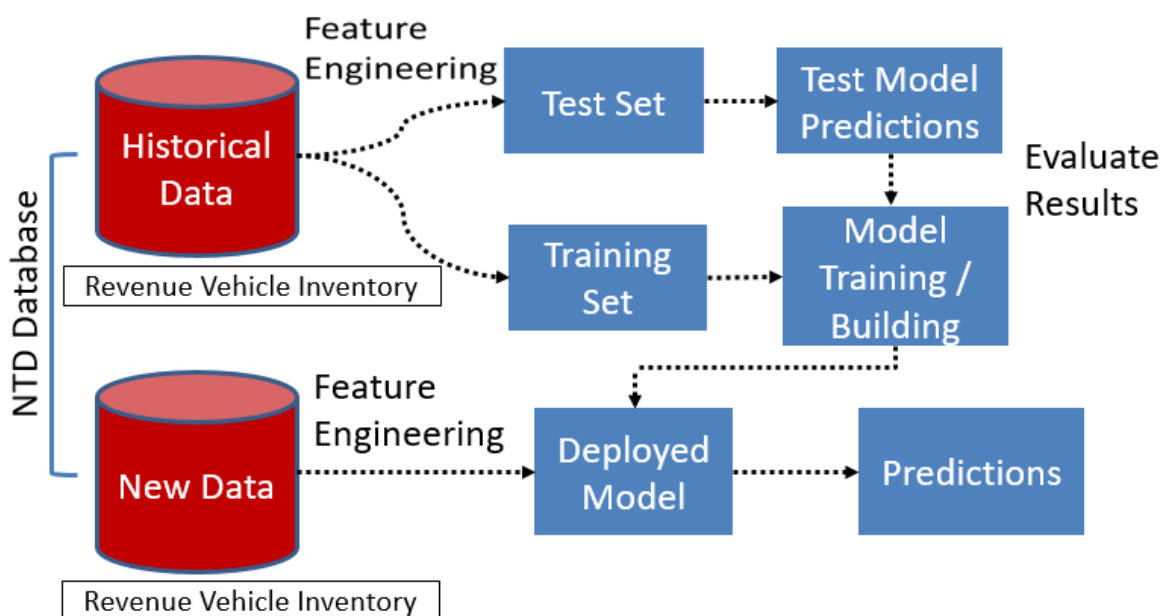 Feature
Engineering
Historical
Data
Test Set
Test Model
Predictions
Evaluate
Results
Training
Set
Model
Training /
Building
Revenue Vehicle Inventory
NTD Database
Feature
Engineering
New Data
Deployed
Model
Predictions
Revenue Vehicle Inventory